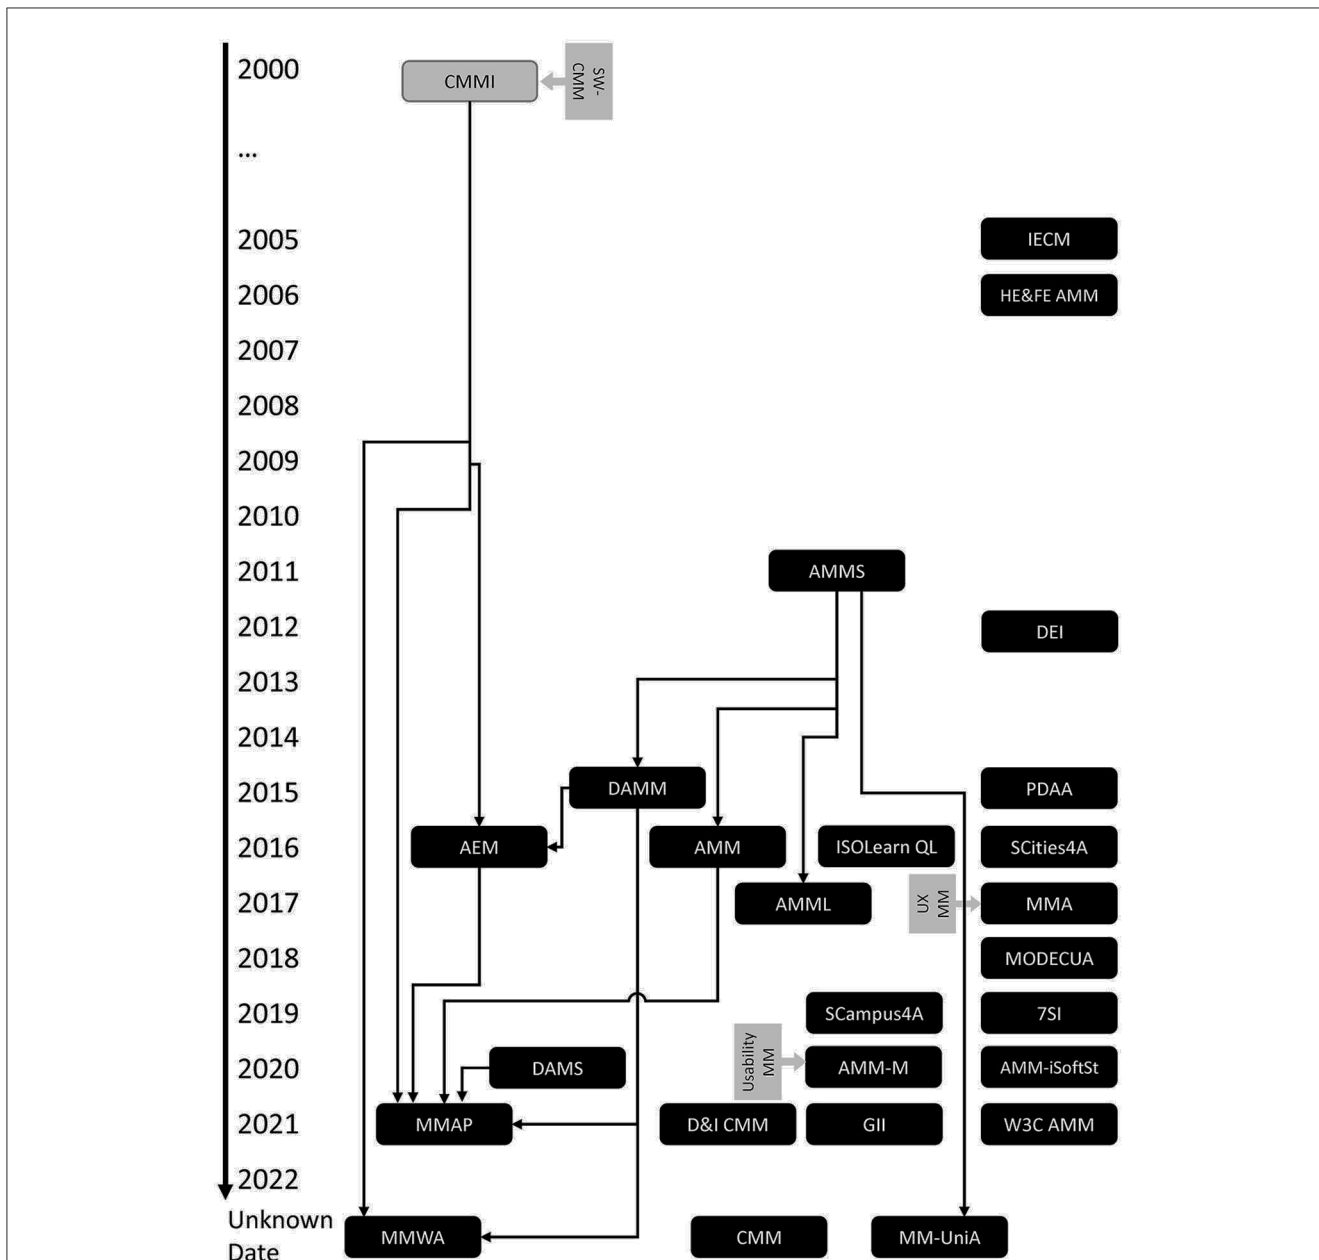 2000
CMMI
SW-
CMM
...
2005
IECM
2006
HE&FE AMM
2007
2008
2009
2010
2011
AMMS
2012
DEI
2013
2014
2015
DAMM
PDAA
2016
AEM
AMM
ISOLearn QL
SCities4A
2017
AMML
UX
MM
MMA
2018
MODECUA
2019
SCampus4A
7SI
2020
DAMS
Usability
MM
AMM-M
AMM-iSoftSt
2021
MMAP
D&I CMM
GII
W3C AMM
2022
Unknown
Date
MMWA
CMM
MM-UniA